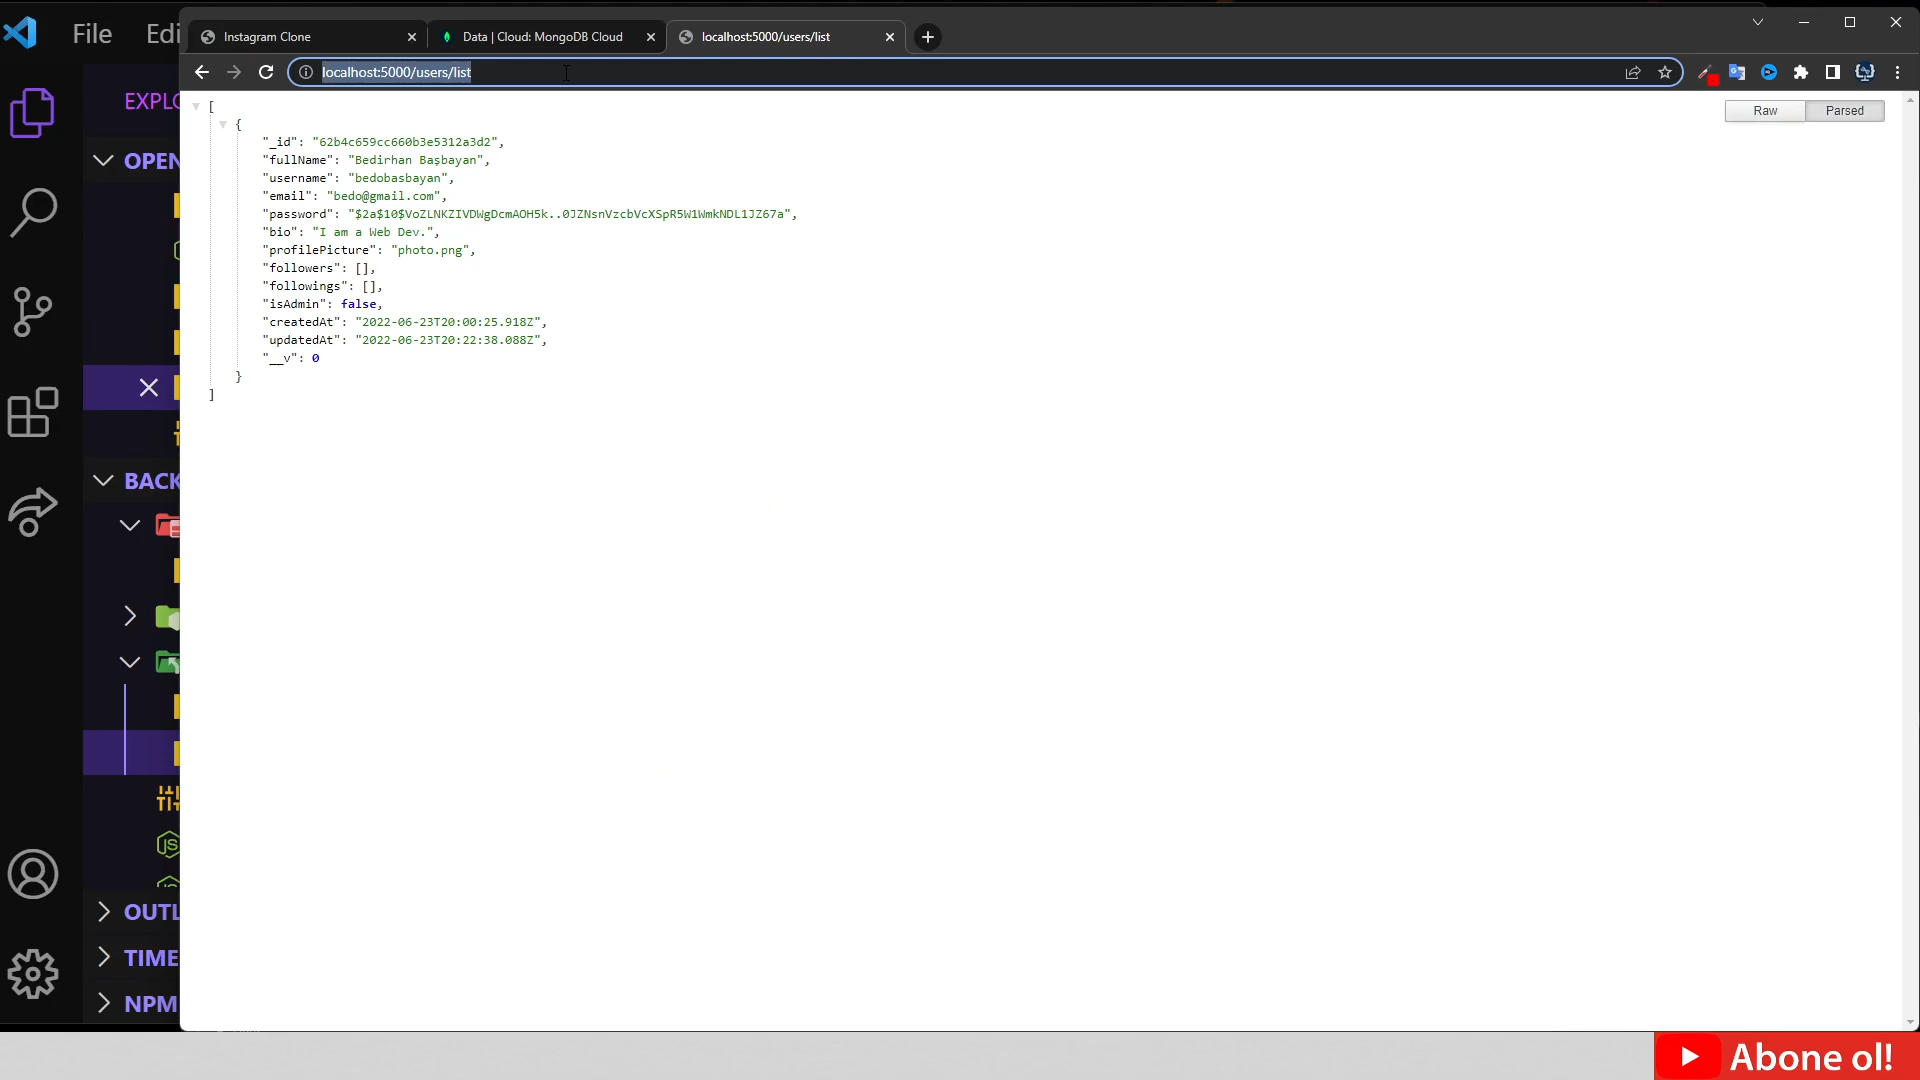 File Edi
Instagram Clone
Data | Cloud: MongoDB Cloud
localhost:5000/users/list
localhost:5000/users/list
Raw
Parsed
[
{
"_id": "62b4c659cc660b3e5312a3d2",
"fullName": "Bedirhan Başbayan",
"username": "bedobasbayan",
"email": "bedo@gmail.com",
"password": "$2a$10$VoZLNKZIVDWgDcmAOH5k..0JZNsnVzcbVcXSpR5W1WmkNDL1JZ67a",
"bio": "I am a Web Dev.",
"profilePicture": "photo.png",
"followers": [],
"followings": [],
"isAdmin": false,
"createdAt": "2022-06-23T20:00:25.918Z",
"updatedAt": "2022-06-23T20:22:38.088Z",
"__v": 0
}
]
EXPLO
OPEN
BACK
OUTL
TIME
NPM
Abone ol!